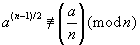 a^{(n-1)/2} ≢ (a/n) (mod n)